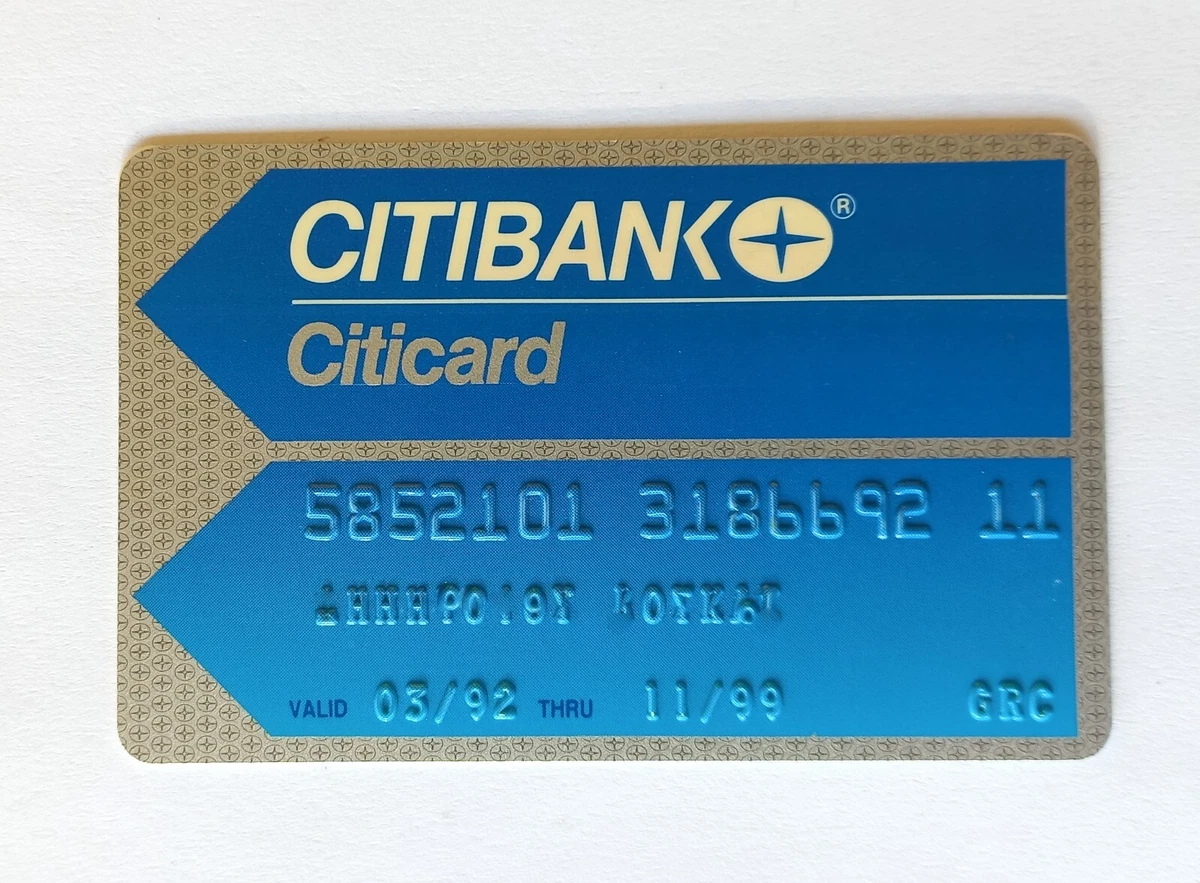 CITIBANK ®
Citicard
5852101 3186692 11
VALID 03/92 THRU 11/99 GRC